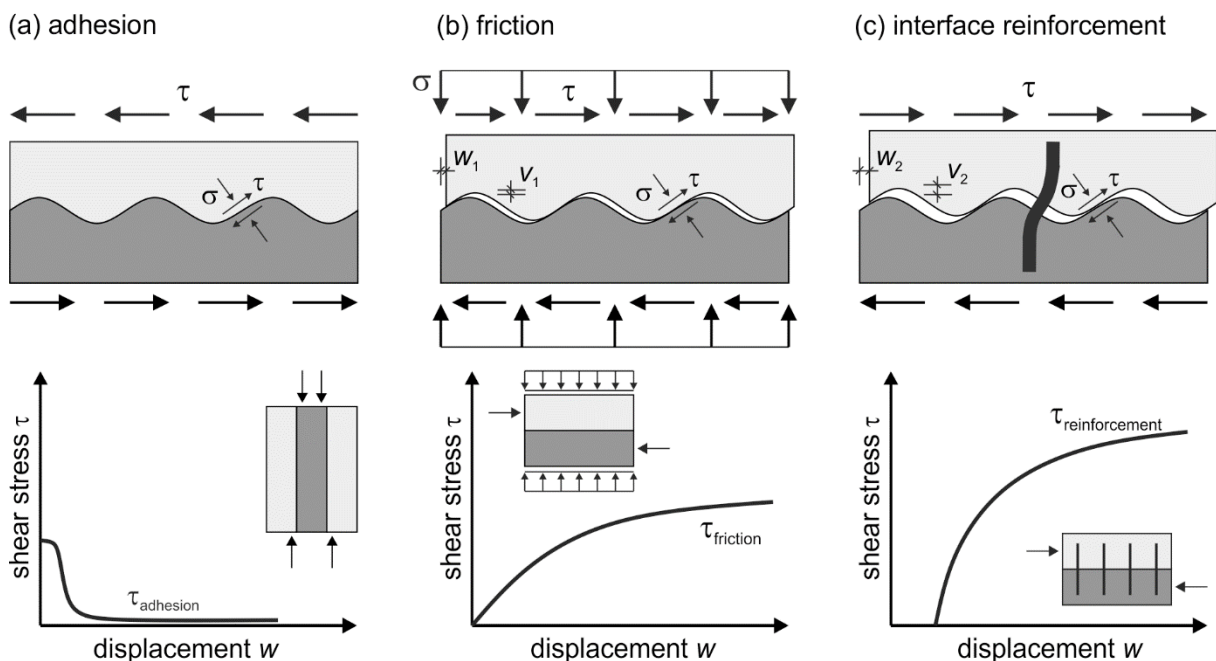 (a) adhesion
(b) friction
(c) interface reinforcement
τ
σ
τ
τ
w₁
v₁
w₂
v₂
σ τ
σ τ
σ τ
shear stress τ
τadhesion
displacement w
shear stress τ
τfriction
displacement w
shear stress τ
τreinforcement
displacement w